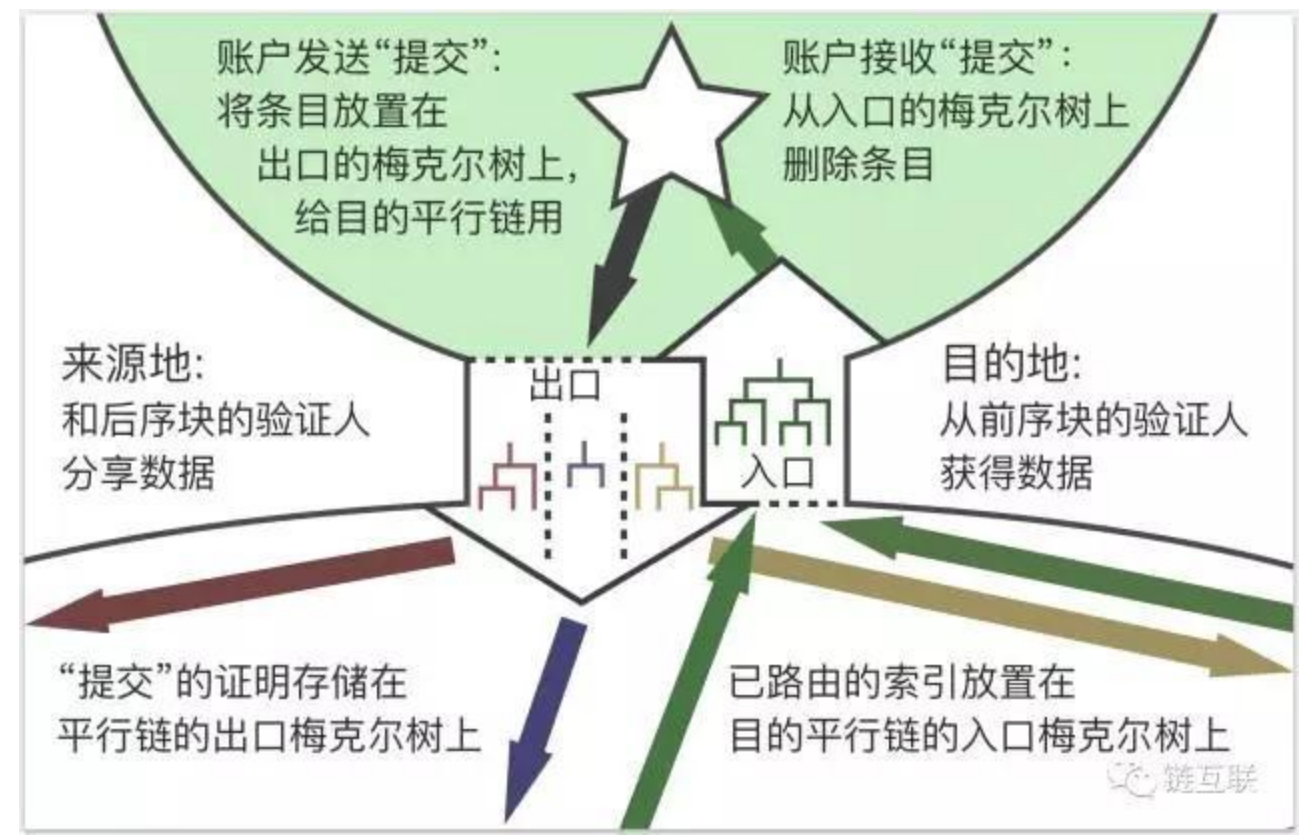 账户发送“提交”:
将条目放置在
出口的梅克尔树上,
给目的平行链用
账户接收“提交”:
从入口的梅克尔树上
删除条目
来源地:
和后序块的验证人
分享数据
出口
入口
目的地:
从前序块的验证人
获得数据
“提交”的证明存储在
平行链的出口梅克尔树上
已路由的索引放置在
目的平行链的入口梅克尔树上
链互联